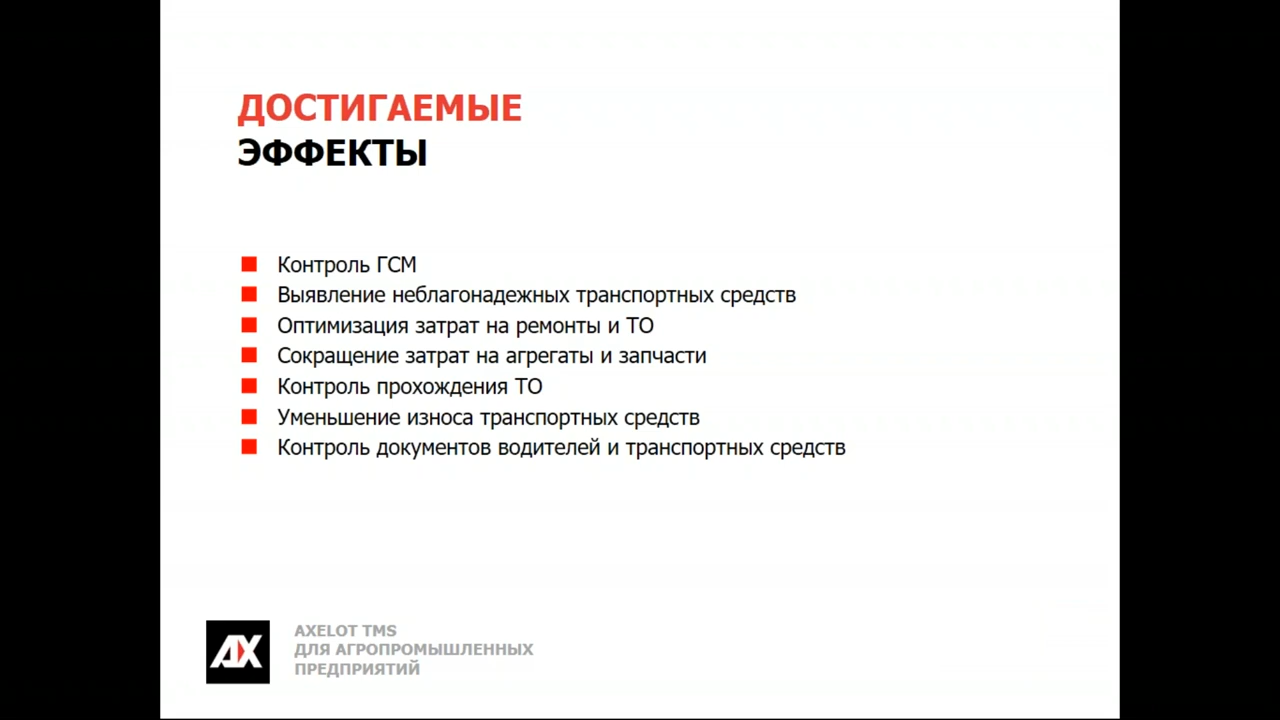 ДОСТИГАЕМЫЕ
ЭФФЕКТЫ
Контроль ГСМ
Выявление неблагонадежных транспортных средств
Оптимизация затрат на ремонты и ТО
Сокращение затрат на агрегаты и запчасти
Контроль прохождения ТО
Уменьшение износа транспортных средств
Контроль документов водителей и транспортных средств
AX
AXELOT TMS
ДЛЯ АГРОПРОМЫШЛЕННЫХ
ПРЕДПРИЯТИЙ